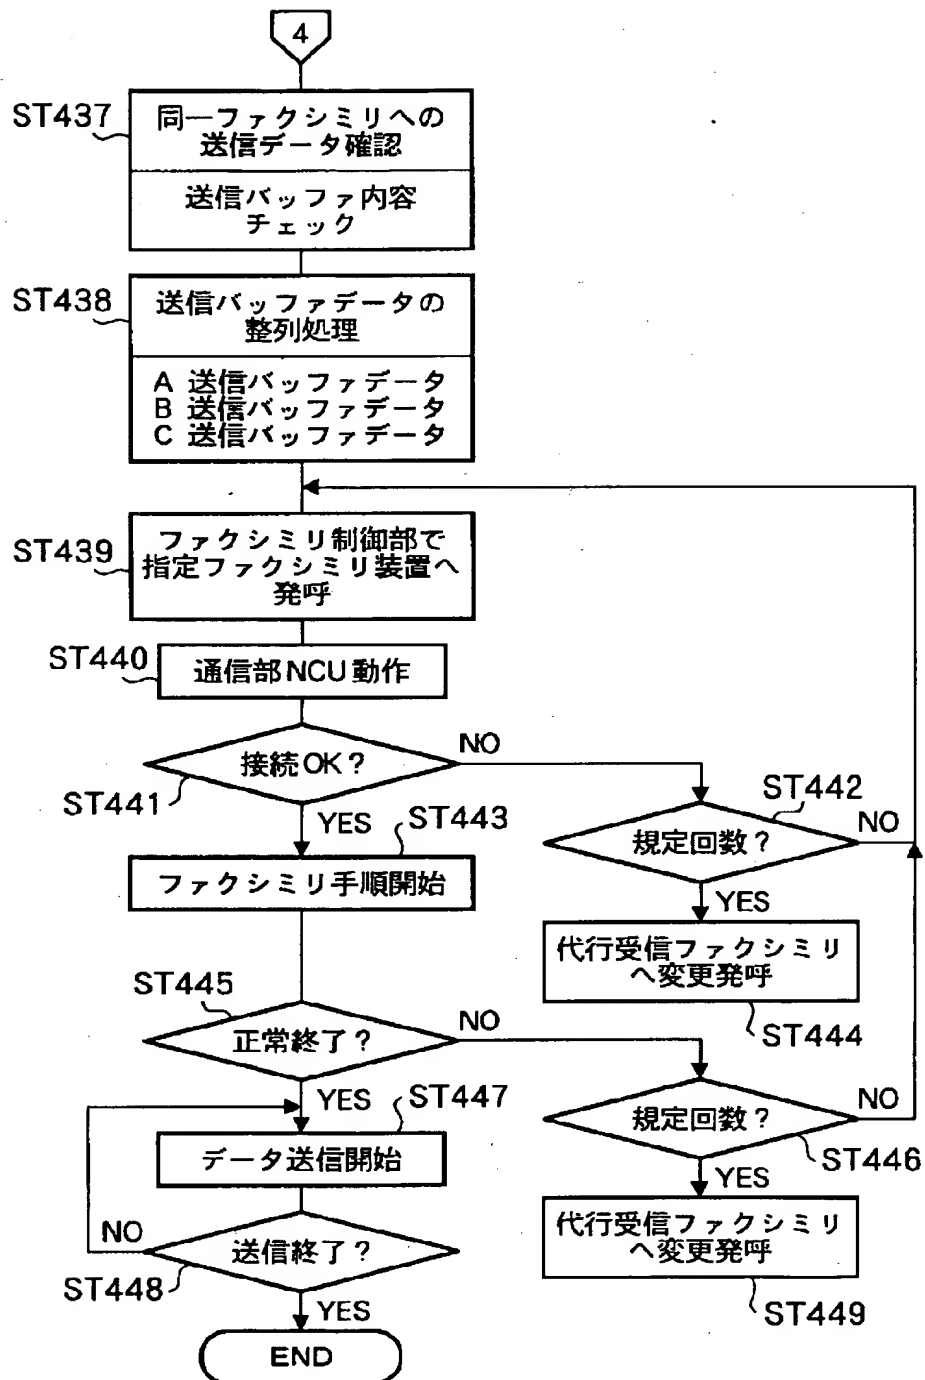 4
ST437
同一ファクシミリへの
送信データ確認
送信バッファ内容
チェック
ST438
送信バッファデータの
整列処理
A 送信バッファデータ
B 送信バッファデータ
C 送信バッファデータ
ST439
ファクシミリ制御部で
指定ファクシミリ装置へ
発呼
ST440
通信部NCU動作
接続OK?
NO
ST441
YES
ST442
規定回数?
NO
ST443
ファクシミリ手順開始
YES
代行受信ファクシミリ
へ変更発呼
ST444
ST445
正常終了?
NO
YES
規定回数?
NO
ST446
ST447
データ送信開始
YES
代行受信ファクシミリ
へ変更発呼
ST449
送信終了?
NO
ST448
YES
END